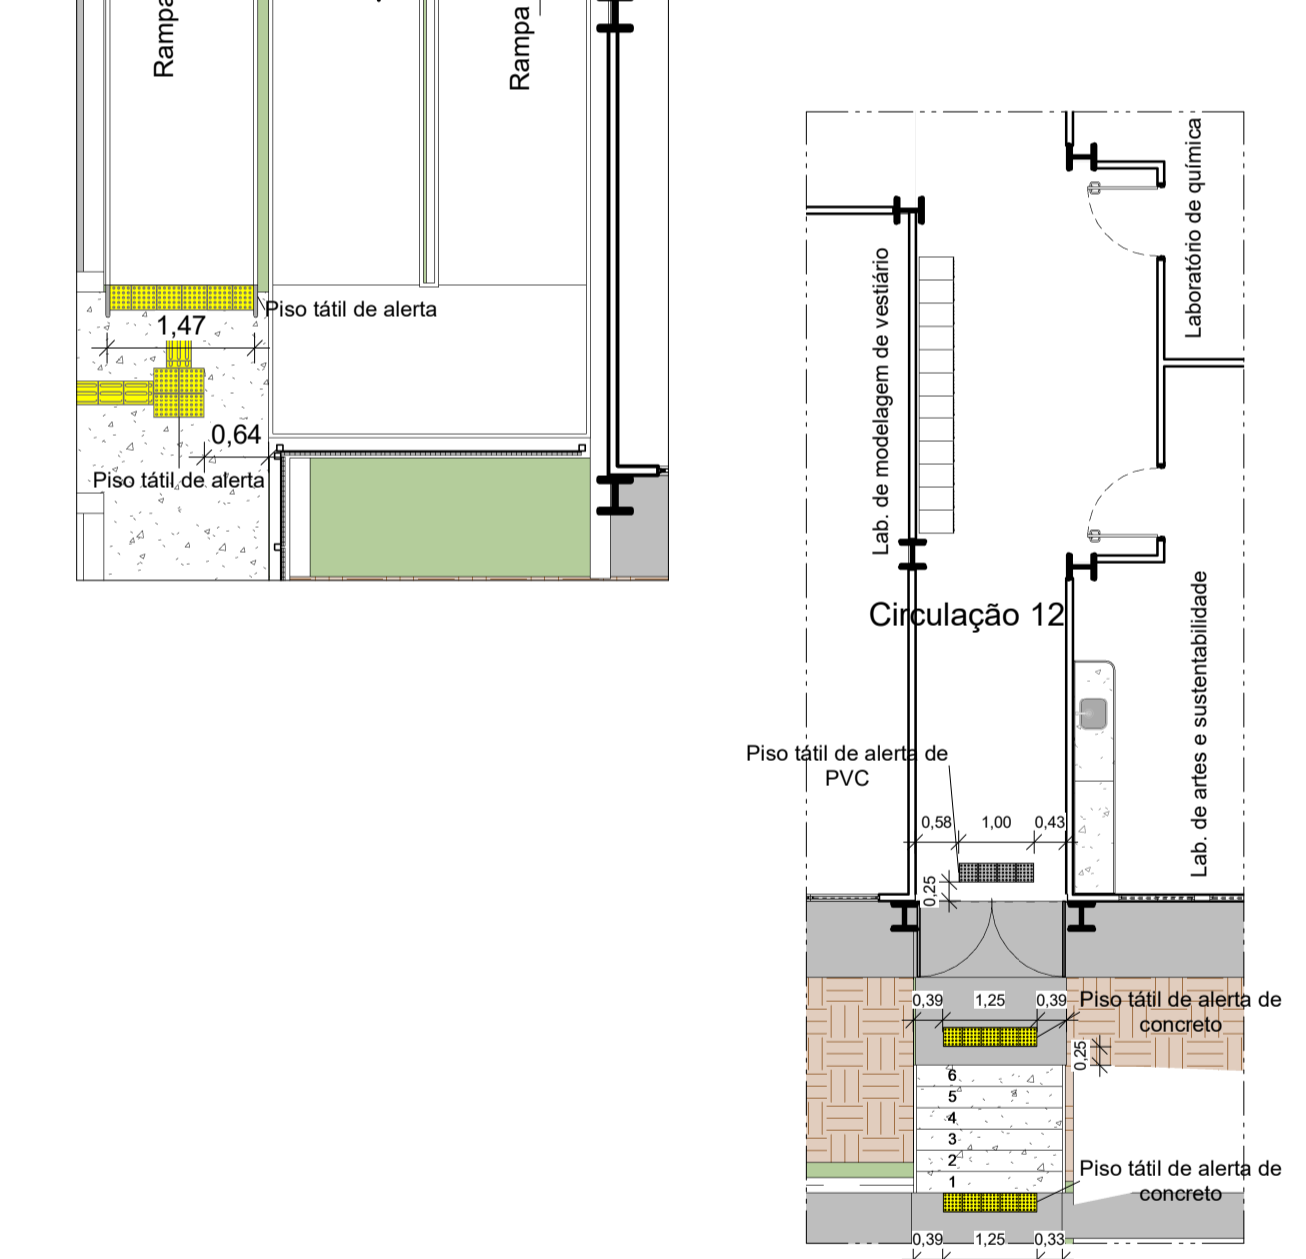 Rampa
Rampa
Piso tátil de alerta
1,47
0,64
Piso tátil de alerta
Laboratório de química
Lab. de modelagem de vestiário
Circulação 12
Lab. de artes e sustentabilidade
Piso tátil de alerta de
PVC
0,58 1,00 0,43
0,25
0,39 1,25 0,39
Piso tátil de alerta de
concreto
0,25
6
5
4
3
2
1
Piso tátil de alerta de
concreto
0,39 1,25 0,33